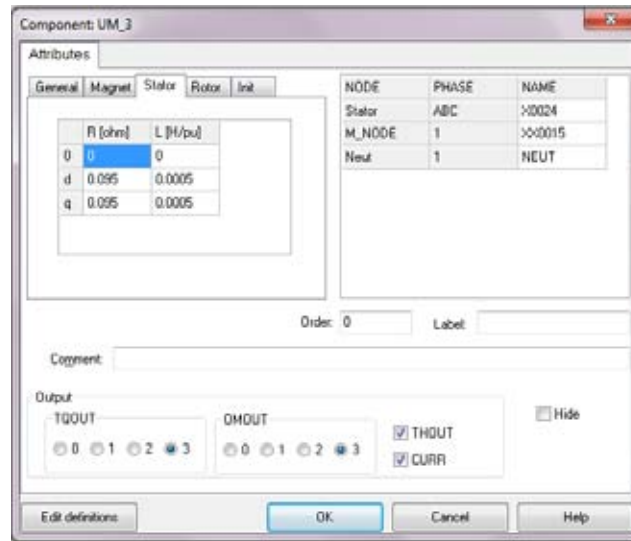 Component: UM_3
Attributes
General Magnet Stator Rotor Init
R [ohm] L [H/pu]
0 0 0
d 0.095 0.0005
q 0.095 0.0005
NODE PHASE NAME
Stator ABC X0024
M_NODE 1 XX0015
Neut 1 NEUT
Order: 0 Label:
Comment:
Output
TQOUT
0 1 2 3
OMOUT
0 1 2 3
THOUT
CURR
Hide
Edit definitions OK Cancel Help